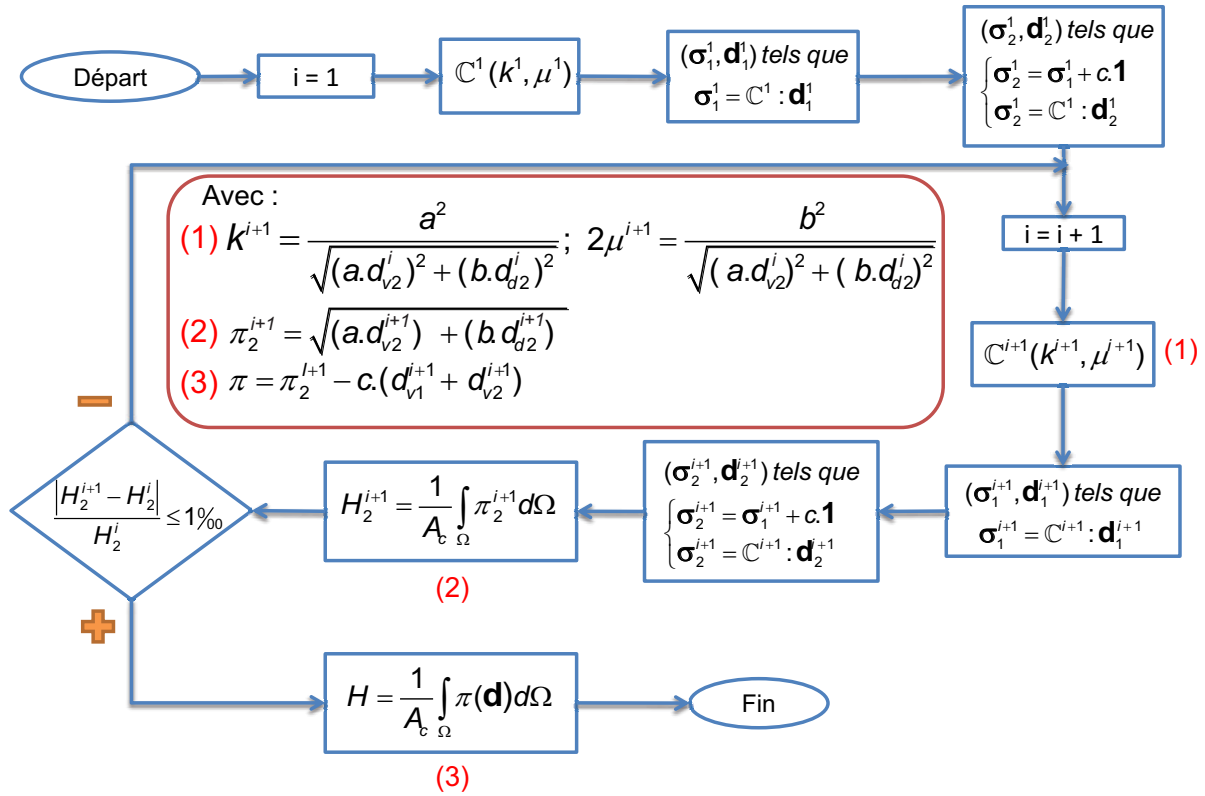 Départ
i = 1
ℂ¹(k¹, μ¹)
(σ₁¹, d₁¹) tels que
σ₁¹ = ℂ¹ : d₁¹
(σ₂¹, d₂¹) tels que
σ₂¹ = σ₁¹ + c.1
σ₂¹ = ℂ¹ : d₂¹
Avec :
(1) k^{i+1} = a² / √((a.d_{v2}^{i})² + (b.d_{d2}^{i})²) ; 2μ^{i+1} = b² / √(( a.d_{v2}^{i})² + ( b.d_{d2}^{i})²)
(2) π₂^{i+1} = √((a.d_{v2}^{i+1}) + (b.d_{d2}^{i+1}))
(3) π = π₂^{I+1} − c.(d_{v1}^{i+1} + d_{v2}^{i+1})
i = i + 1
ℂ^{i+1}(k^{i+1}, μ^{i+1}) (1)
(σ₁^{i+1}, d₁^{i+1}) tels que
σ₁^{i+1} = ℂ^{i+1} : d₁^{i+1}
(σ₂^{i+1}, d₂^{i+1}) tels que
σ₂^{i+1} = σ₁^{i+1} + c.1
σ₂^{i+1} = ℂ^{i+1} : d₂^{i+1}
H₂^{i+1} = 1/A_c ∫_Ω π₂^{i+1} dΩ
(2)
|H₂^{i+1} − H₂^{i}| / H₂^{i} ≤ 1‰
H = 1/A_c ∫_Ω π(d)dΩ
(3)
Fin